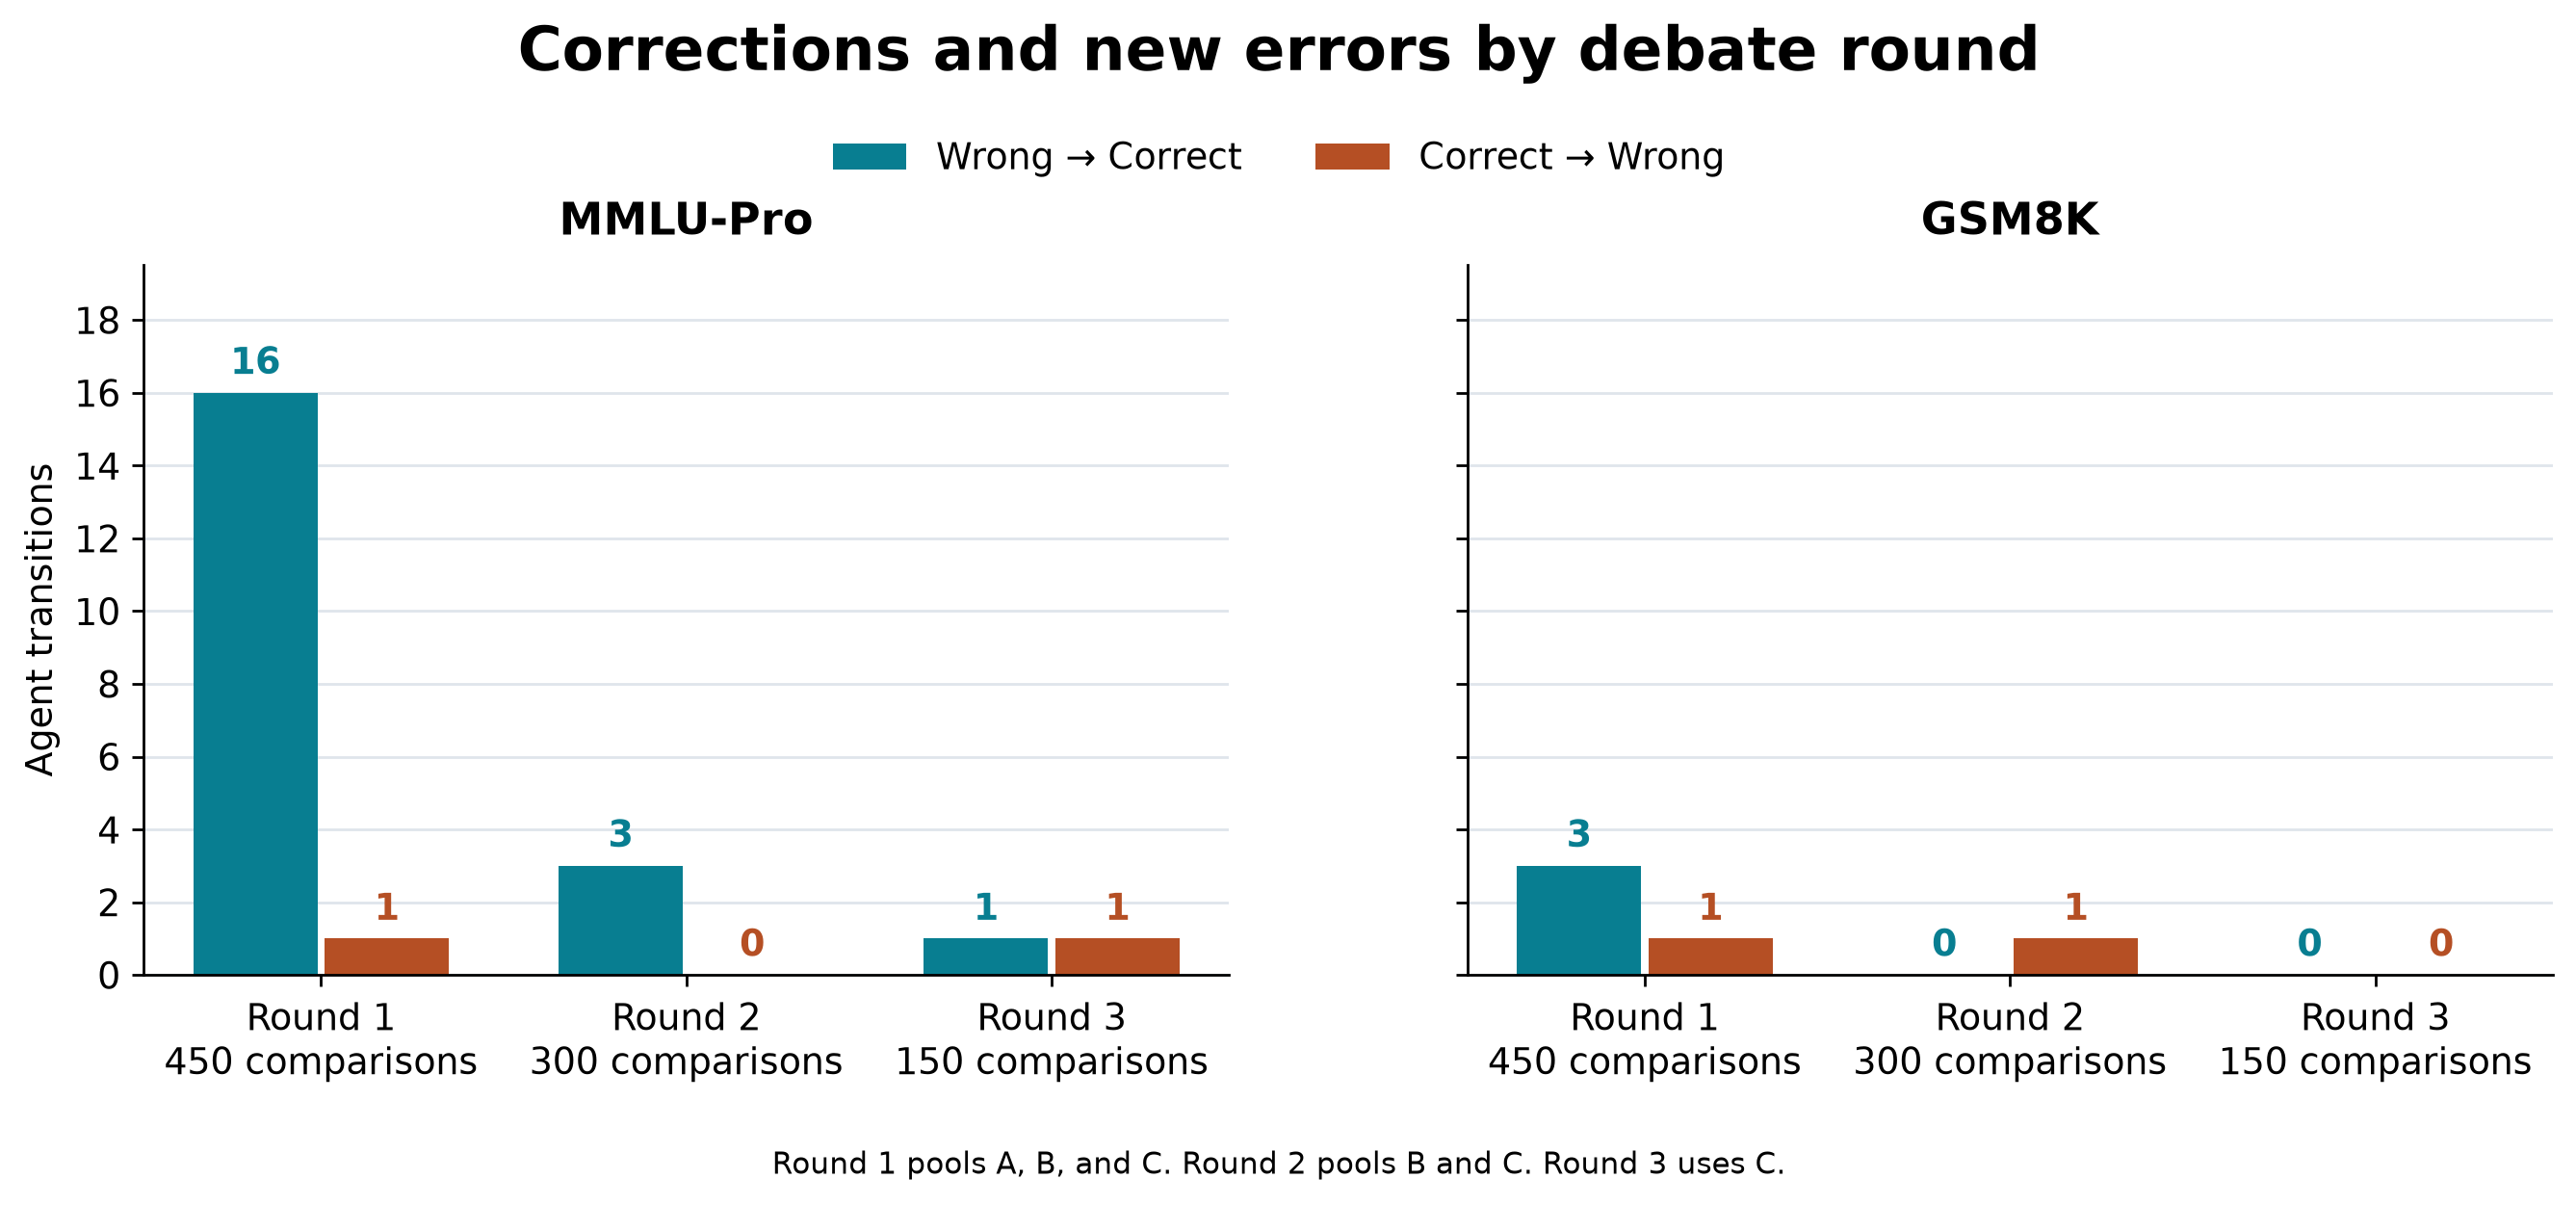 Corrections and new errors by debate round
Wrong → Correct
Correct → Wrong
MMLU-Pro
Agent transitions
18
16
14
12
10
8
6
4
2
0
16
1
3
0
1
1
Round 1
450 comparisons
Round 2
300 comparisons
Round 3
150 comparisons
GSM8K
3
1
0
1
0
0
Round 1
450 comparisons
Round 2
300 comparisons
Round 3
150 comparisons
Round 1 pools A, B, and C. Round 2 pools B and C. Round 3 uses C.